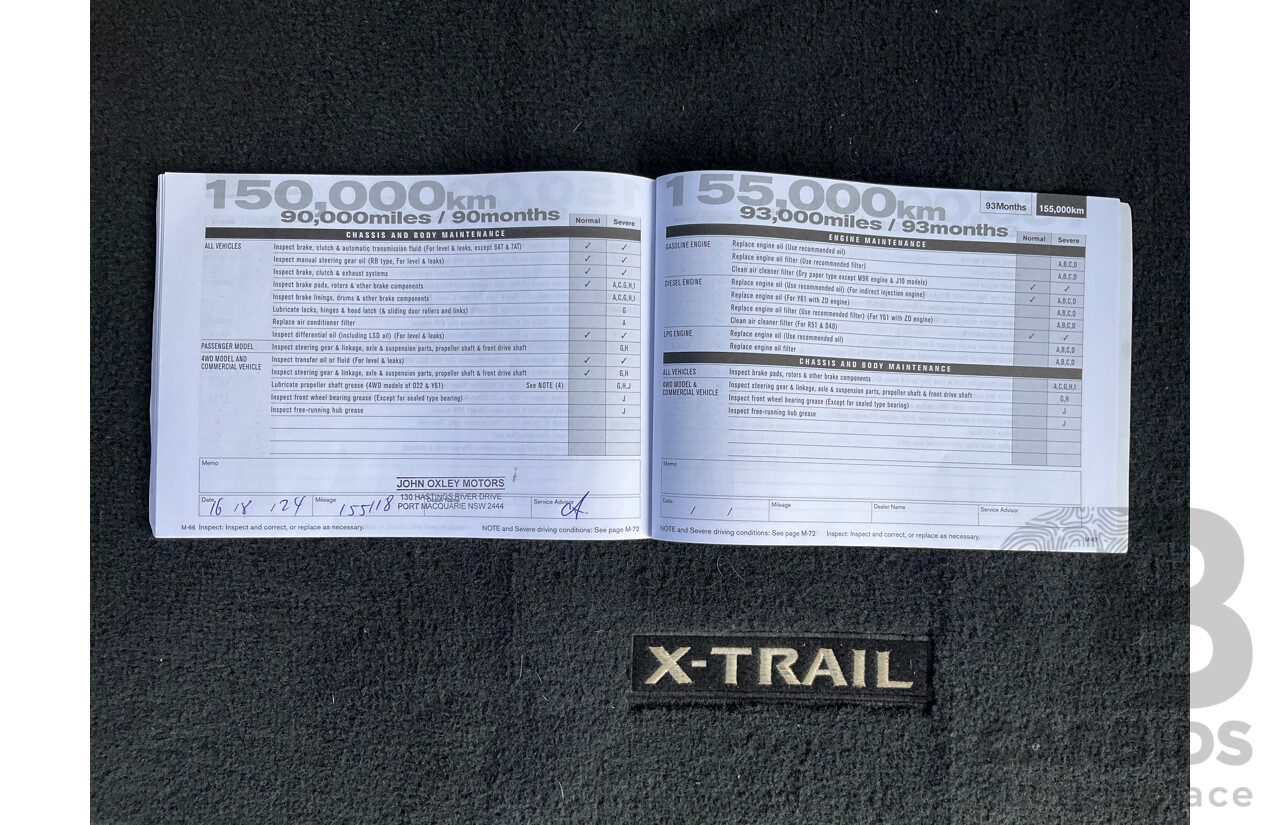 150,000km
90,000miles / 90months
Normal Severe
CHASSIS AND BODY MAINTENANCE
ALL VEHICLES Inspect brake, clutch & automatic transmission fluid (For level & leaks, except 8AT & 7AT) ✓ ✓
Inspect manual steering gear oil (RB type, For level & leaks) ✓ ✓
Inspect brake, clutch & exhaust systems ✓ ✓
Inspect brake pads, rotors & other brake components ✓ A,C,G,H,I
Inspect brake linings, drums & other brake components A,C,G,H,I
Lubricate locks, hinges & hood latch (& sliding door rollers and links) G
Replace air conditioner filter A
Inspect differential oil (including LSD oil) (For level & leaks) ✓ ✓
PASSENGER MODEL Inspect steering gear & linkage, axle & suspension parts, propeller shaft & front drive shaft G,H
4WD MODEL AND COMMERCIAL VEHICLE Inspect transfer oil or fluid (For level & leaks) ✓ ✓
Inspect steering gear & linkage, axle & suspension parts, propeller shaft & front drive shaft ✓ G,H
Lubricate propeller shaft grease (4WD models of D22 & Y61) See NOTE (4) G,H,J
Inspect front wheel bearing grease (Except for sealed type bearing) J
Inspect free-running hub grease J
Memo
JOHN OXLEY MOTORS
130 HASTINGS RIVER DRIVE
PORT MACQUARIE NSW 2444
Date 16 / 8 / 24 Mileage 155118 Service Advisor
M-66 Inspect: Inspect and correct, or replace as necessary. NOTE and Severe driving conditions: See page M-72
155,000km
93,000miles / 93months
93Months 155,000km
Normal Severe
ENGINE MAINTENANCE
GASOLINE ENGINE Replace engine oil (Use recommended oil) A,B,C,D
Replace engine oil filter (Use recommended filter) A,B,C,D
Clean air cleaner filter (Dry paper type except M9R engine & J10 models) ✓ ✓
DIESEL ENGINE Replace engine oil (Use recommended oil) (For indirect injection engine) ✓ A,B,C,D
Replace engine oil (For Y61 with ZD engine) A,B,C,D
Replace engine oil filter (Use recommended filter) (For Y61 with ZD engine) A,B,C,D
Clean air cleaner filter (For R51 & D40) ✓ ✓
LPG ENGINE Replace engine oil (Use recommended oil) A,B,C,D
Replace engine oil filter A,B,C,D
CHASSIS AND BODY MAINTENANCE
ALL VEHICLES Inspect brake pads, rotors & other brake components A,C,G,H,I
4WD MODEL & COMMERCIAL VEHICLE Inspect steering gear & linkage, axle & suspension parts, propeller shaft & front drive shaft G,H
Inspect front wheel bearing grease (Except for sealed type bearing) J
Inspect free-running hub grease J
Memo
Date / / Mileage Dealer Name Service Advisor
NOTE and Severe driving conditions: See page M-72 Inspect: Inspect and correct, or replace as necessary. M-67
X-TRAIL